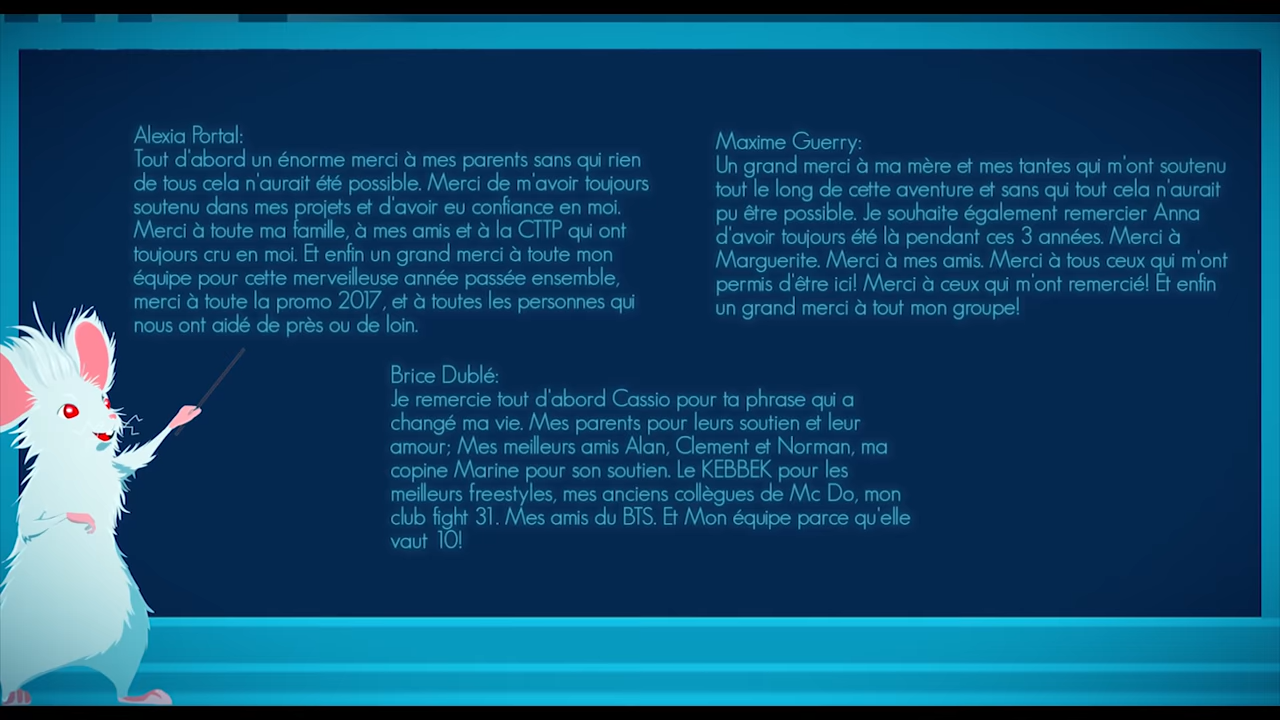 Alexia Portal:
Tout d'abord un énorme merci à mes parents sans qui rien
de tous cela n'aurait été possible. Merci de m'avoir toujours
soutenu dans mes projets et d'avoir eu confiance en moi.
Merci à toute ma famille, à mes amis et à la CTTP qui ont
toujours cru en moi. Et enfin un grand merci à toute mon
équipe pour cette merveilleuse année passée ensemble,
merci à toute la promo 2017, et à toutes les personnes qui
nous ont aidé de près ou de loin.
Maxime Guerry:
Un grand merci à ma mère et mes tantes qui m'ont soutenu
tout le long de cette aventure et sans qui tout cela n'aurait
pu être possible. Je souhaite également remercier Anna
d'avoir toujours été là pendant ces 3 années. Merci à
Marguerite. Merci à mes amis. Merci à tous ceux qui m'ont
permis d'être ici! Merci à ceux qui m'ont remercié! Et enfin
un grand merci à tout mon groupe!
Brice Dublé:
Je remercie tout d'abord Cassio pour ta phrase qui a
changé ma vie. Mes parents pour leurs soutien et leur
amour; Mes meilleurs amis Alan, Clement et Norman, ma
copine Marine pour son soutien. Le KEBBEK pour les
meilleurs freestyles, mes anciens collègues de Mc Do, mon
club fight 31. Mes amis du BTS. Et Mon équipe parce qu'elle
vaut 10!